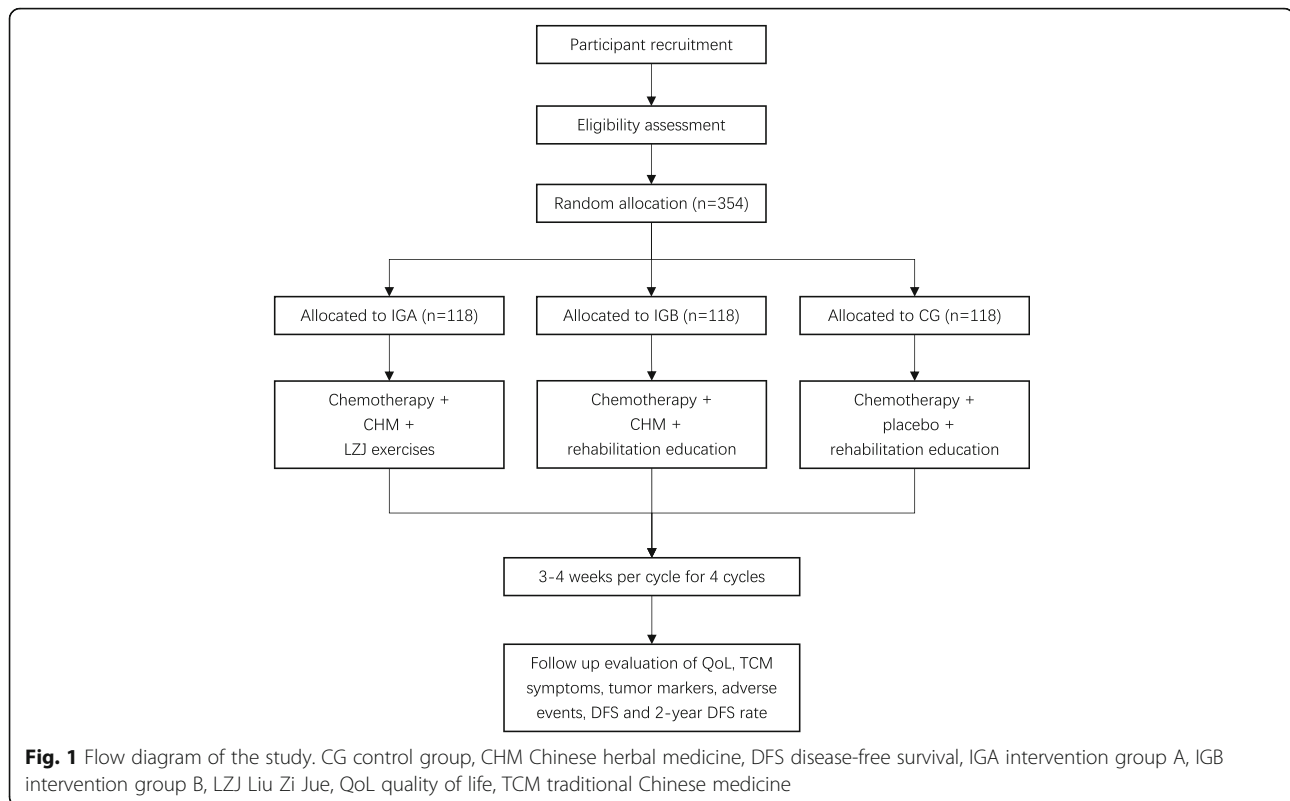 Participant recruitment
Eligibility assessment
Random allocation (n=354)
Allocated to IGA (n=118)
Allocated to IGB (n=118)
Allocated to CG (n=118)
Chemotherapy +
CHM +
LZJ exercises
Chemotherapy +
CHM +
rehabilitation education
Chemotherapy +
placebo +
rehabilitation education
3-4 weeks per cycle for 4 cycles
Follow up evaluation of QoL, TCM
symptoms, tumor markers, adverse
events, DFS and 2-year DFS rate
Fig. 1 Flow diagram of the study. CG control group, CHM Chinese herbal medicine, DFS disease-free survival, IGA intervention group A, IGB
intervention group B, LZJ Liu Zi Jue, QoL quality of life, TCM traditional Chinese medicine